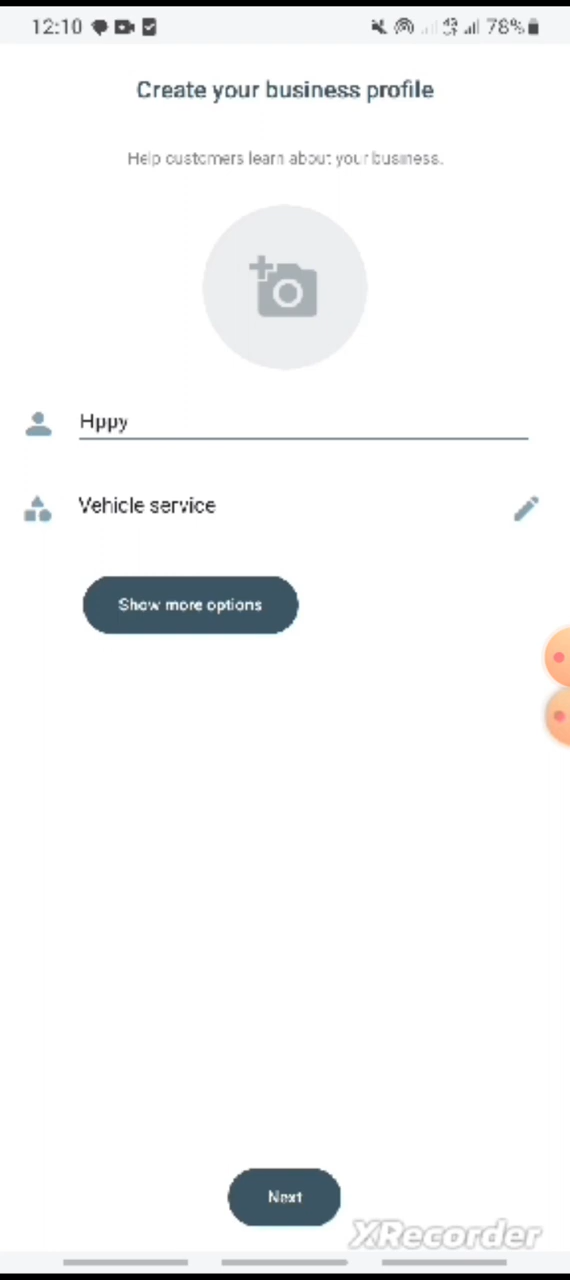 12:10 78%
Create your business profile
Help customers learn about your business.
Hppy
Vehicle service
Show more options
Next
XRecorder